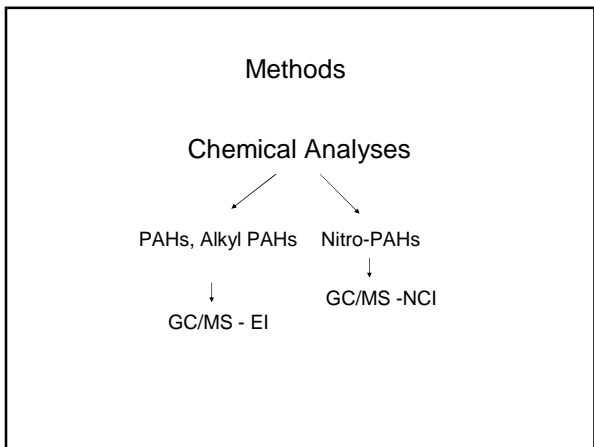 Methods
Chemical Analyses
PAHs, Alkyl PAHs Nitro-PAHs
GC/MS -NCI
GC/MS - EI